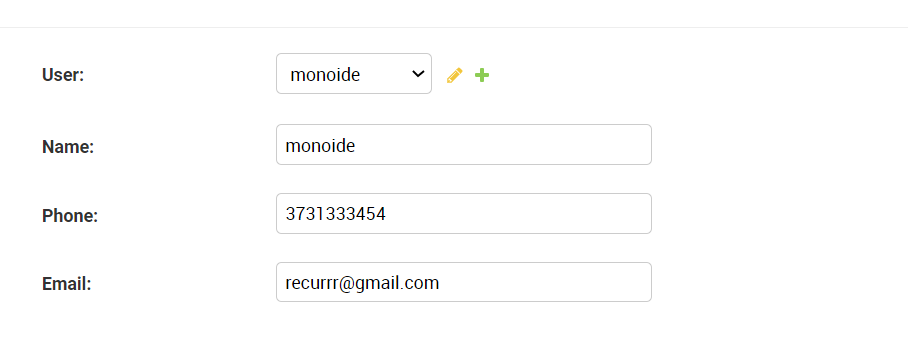 User: monoide
Name: monoide
Phone: 3731333454
Email: recurrr@gmail.com